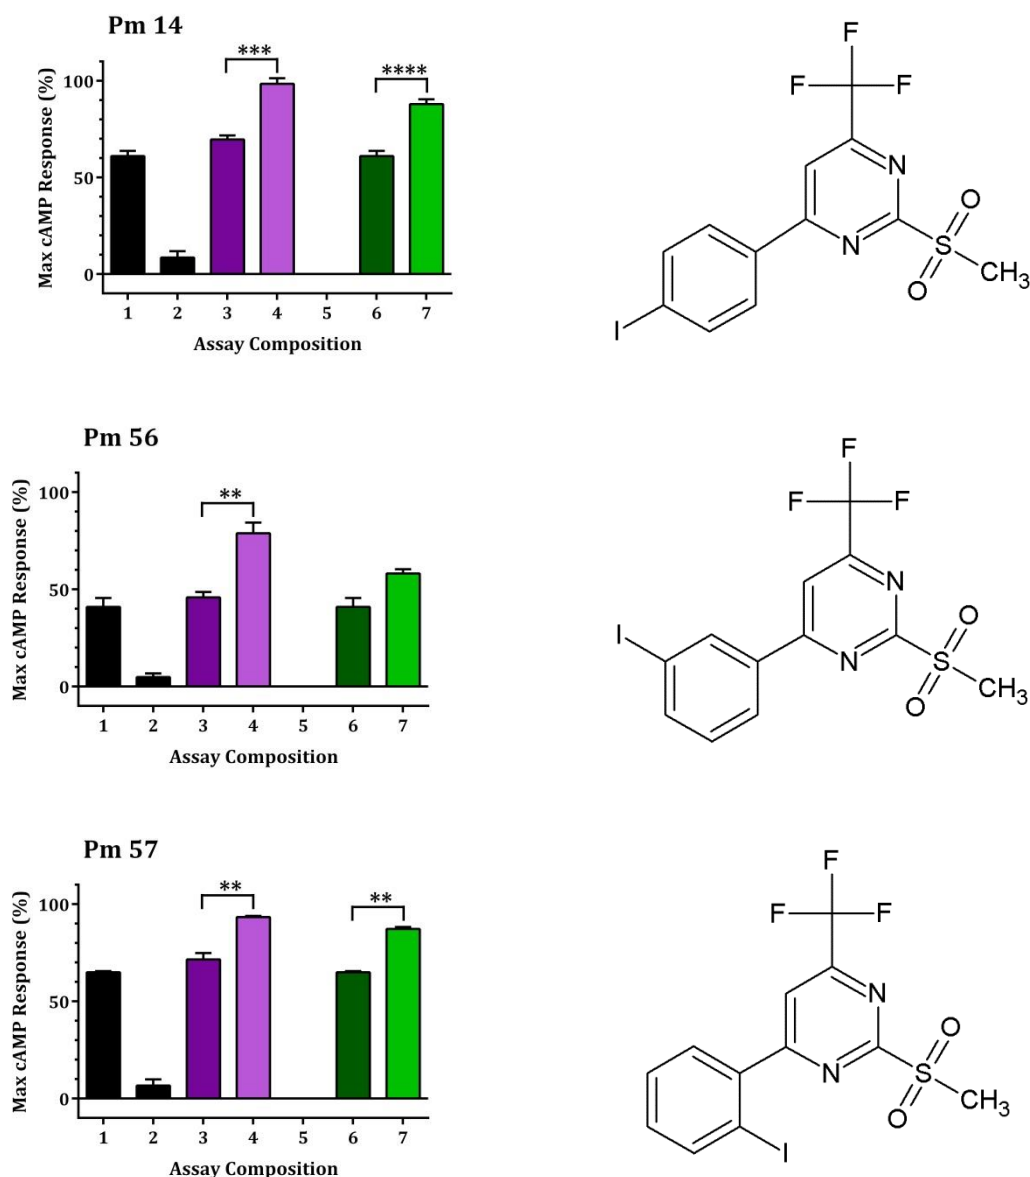 Pm 14
Max cAMP Response (%)
100
50
0
***
****
1 2 3 4 5 6 7
Assay Composition
F
F F
N
N
O
S
O
CH3
I
Pm 56
Max cAMP Response (%)
100
50
0
**
1 2 3 4 5 6 7
Assay Composition
F
F F
N
I
O
N
S
O
CH3
Pm 57
Max cAMP Response (%)
100
50
0
** **
1 2 3 4 5 6 7
Assay Composition
F
F F
N
O
N
S
O
CH3
I